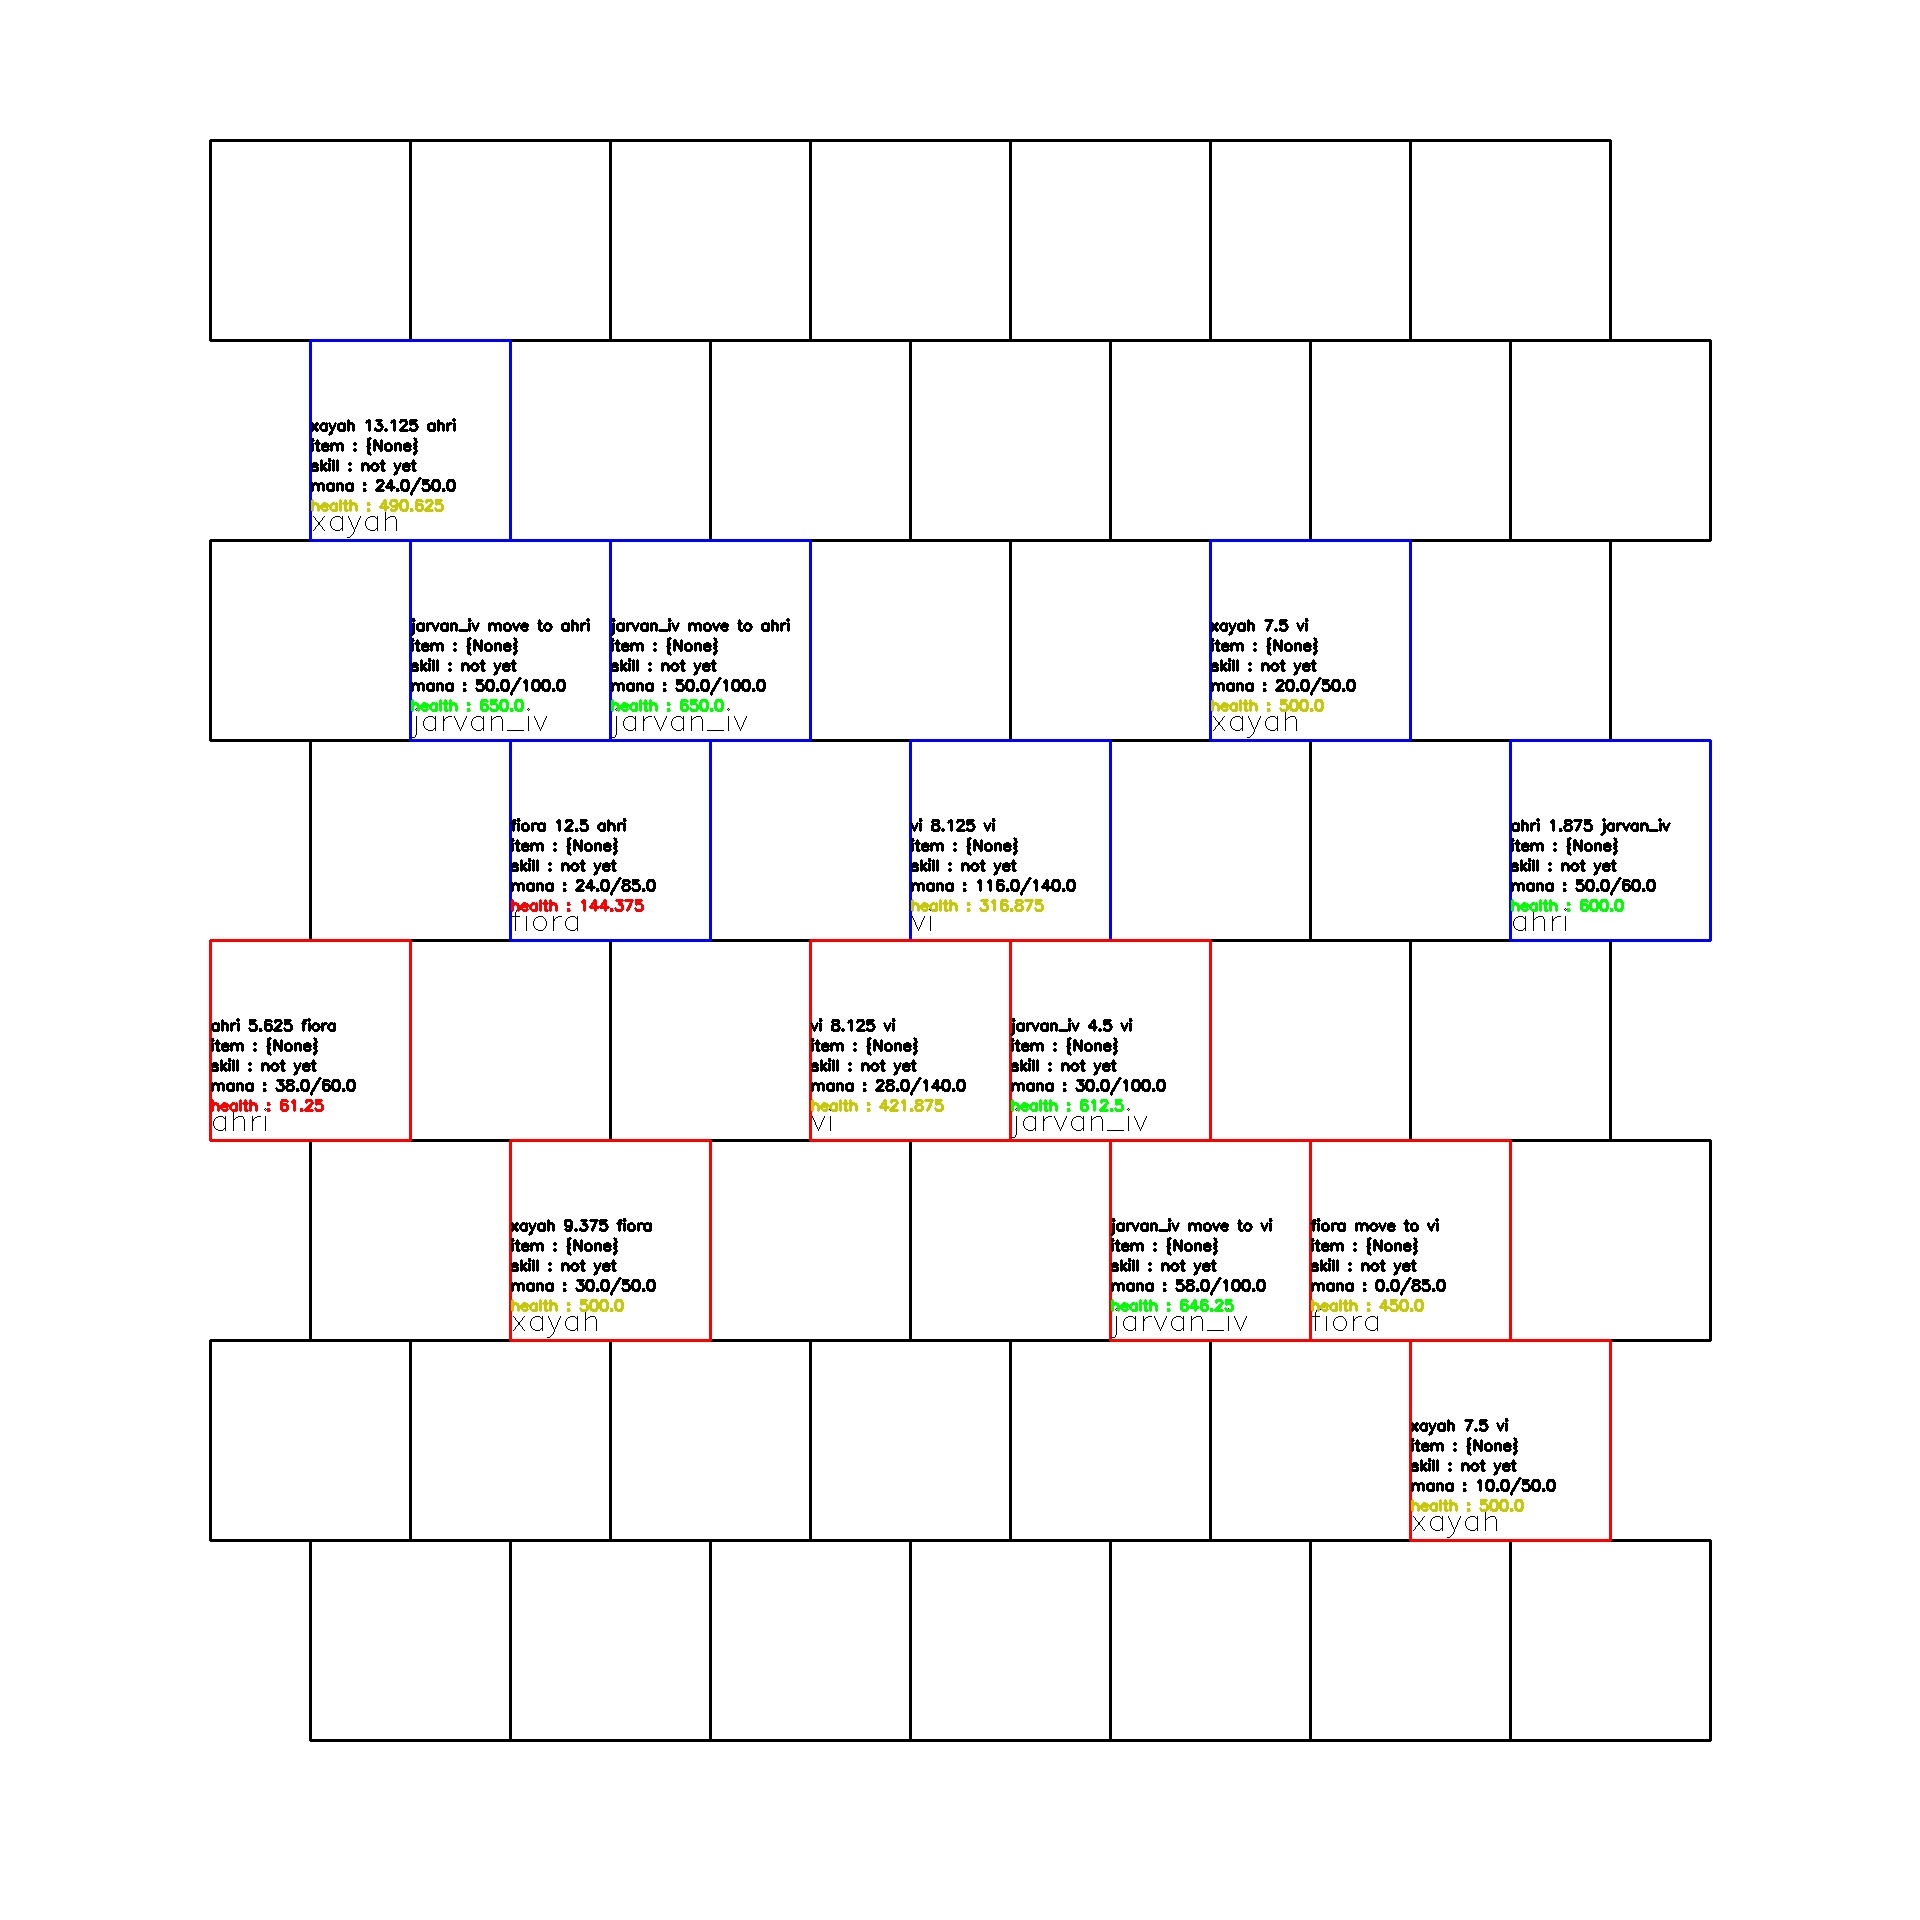 xayah 13.125 ahri
item : {None}
skill : not yet
mana : 24.0/50.0
health : 490.625
xayah
jarvan_iv move to ahri
item : {None}
skill : not yet
mana : 50.0/100.0
health : 650.0
jarvan_iv
jarvan_iv move to ahri
item : {None}
skill : not yet
mana : 50.0/100.0
health : 650.0
jarvan_iv
xayah 7.5 vi
item : {None}
skill : not yet
mana : 20.0/50.0
health : 500.0
xayah
fiora 12.5 ahri
item : {None}
skill : not yet
mana : 24.0/85.0
health : 144.375
fiora
vi 8.125 vi
item : {None}
skill : not yet
mana : 116.0/140.0
health : 316.875
vi
ahri 1.875 jarvan_iv
item : {None}
skill : not yet
mana : 50.0/60.0
health : 600.0
ahri
ahri 5.625 fiora
item : {None}
skill : not yet
mana : 38.0/60.0
health : 61.25
ahri
vi 8.125 vi
item : {None}
skill : not yet
mana : 28.0/140.0
health : 421.875
vi
jarvan_iv 4.5 vi
item : {None}
skill : not yet
mana : 30.0/100.0
health : 612.5
jarvan_iv
xayah 9.375 fiora
item : {None}
skill : not yet
mana : 30.0/50.0
health : 500.0
xayah
jarvan_iv move to vi
item : {None}
skill : not yet
mana : 58.0/100.0
health : 646.25
jarvan_iv
fiora move to vi
item : {None}
skill : not yet
mana : 0.0/85.0
health : 450.0
fiora
xayah 7.5 vi
item : {None}
skill : not yet
mana : 10.0/50.0
health : 500.0
xayah